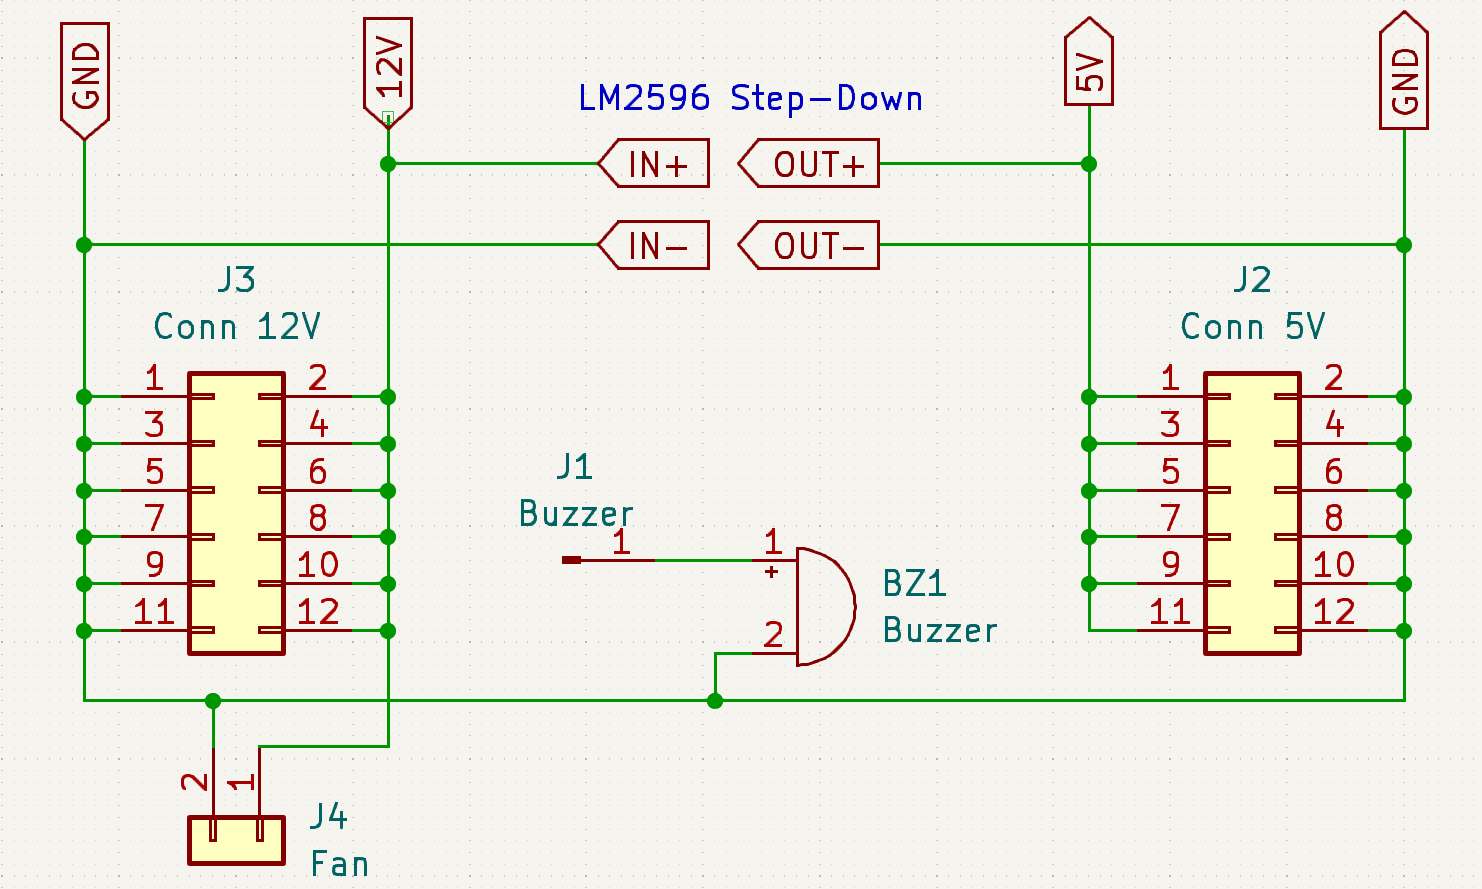 GND
12V
5V
GND
LM2596 Step-Down
IN+ OUT+
IN- OUT-
J3
Conn 12V
1 2
3 4
5 6
7 8
9 10
11 12
J2
Conn 5V
1 2
3 4
5 6
7 8
9 10
11 12
J1
Buzzer
1 1
+
2
BZ1
Buzzer
2 1
J4
Fan